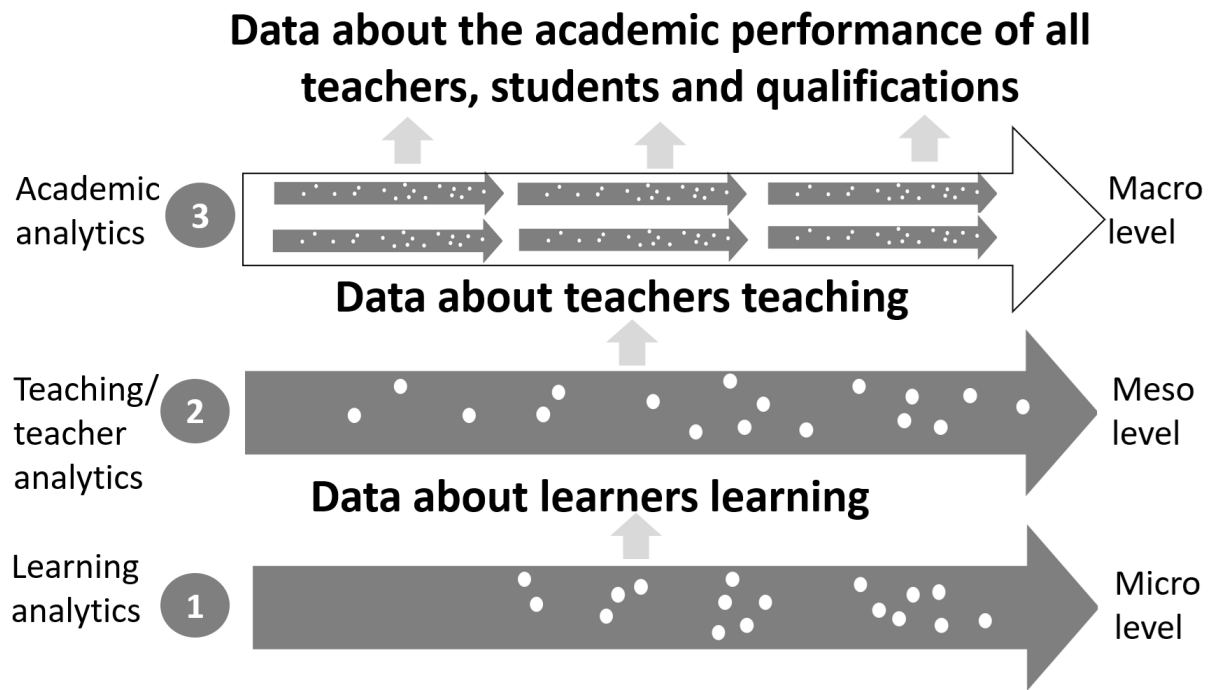 Data about the academic performance of all
teachers, students and qualifications
Academic
analytics
3
Macro
level
Data about teachers teaching
Teaching/
teacher
analytics
2
Meso
level
Data about learners learning
Learning
analytics
1
Micro
level